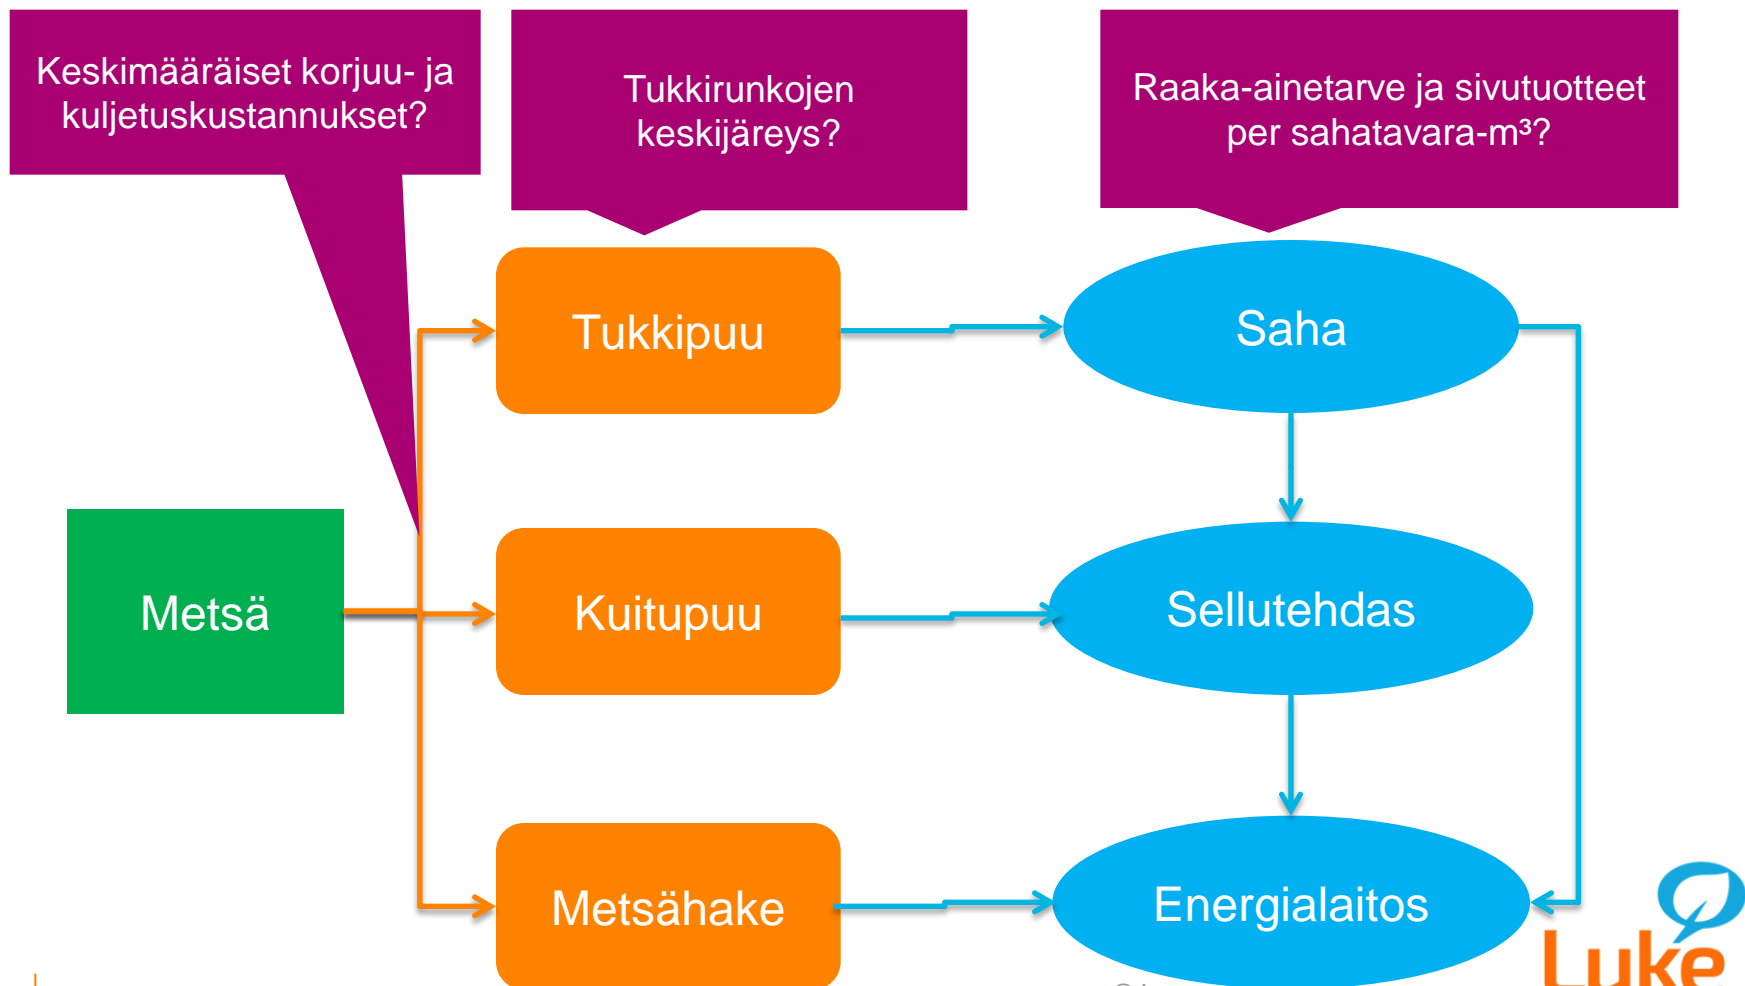 Keskimääräiset korjuu- ja
kuljetuskustannukset?
Tukkirunkojen
keskijäreys?
Raaka-ainetarve ja sivutuotteet
per sahatavara-m³?
Tukkipuu
Saha
Metsä
Kuitupuu
Sellutehdas
Metsähake
Energialaitos
Luke